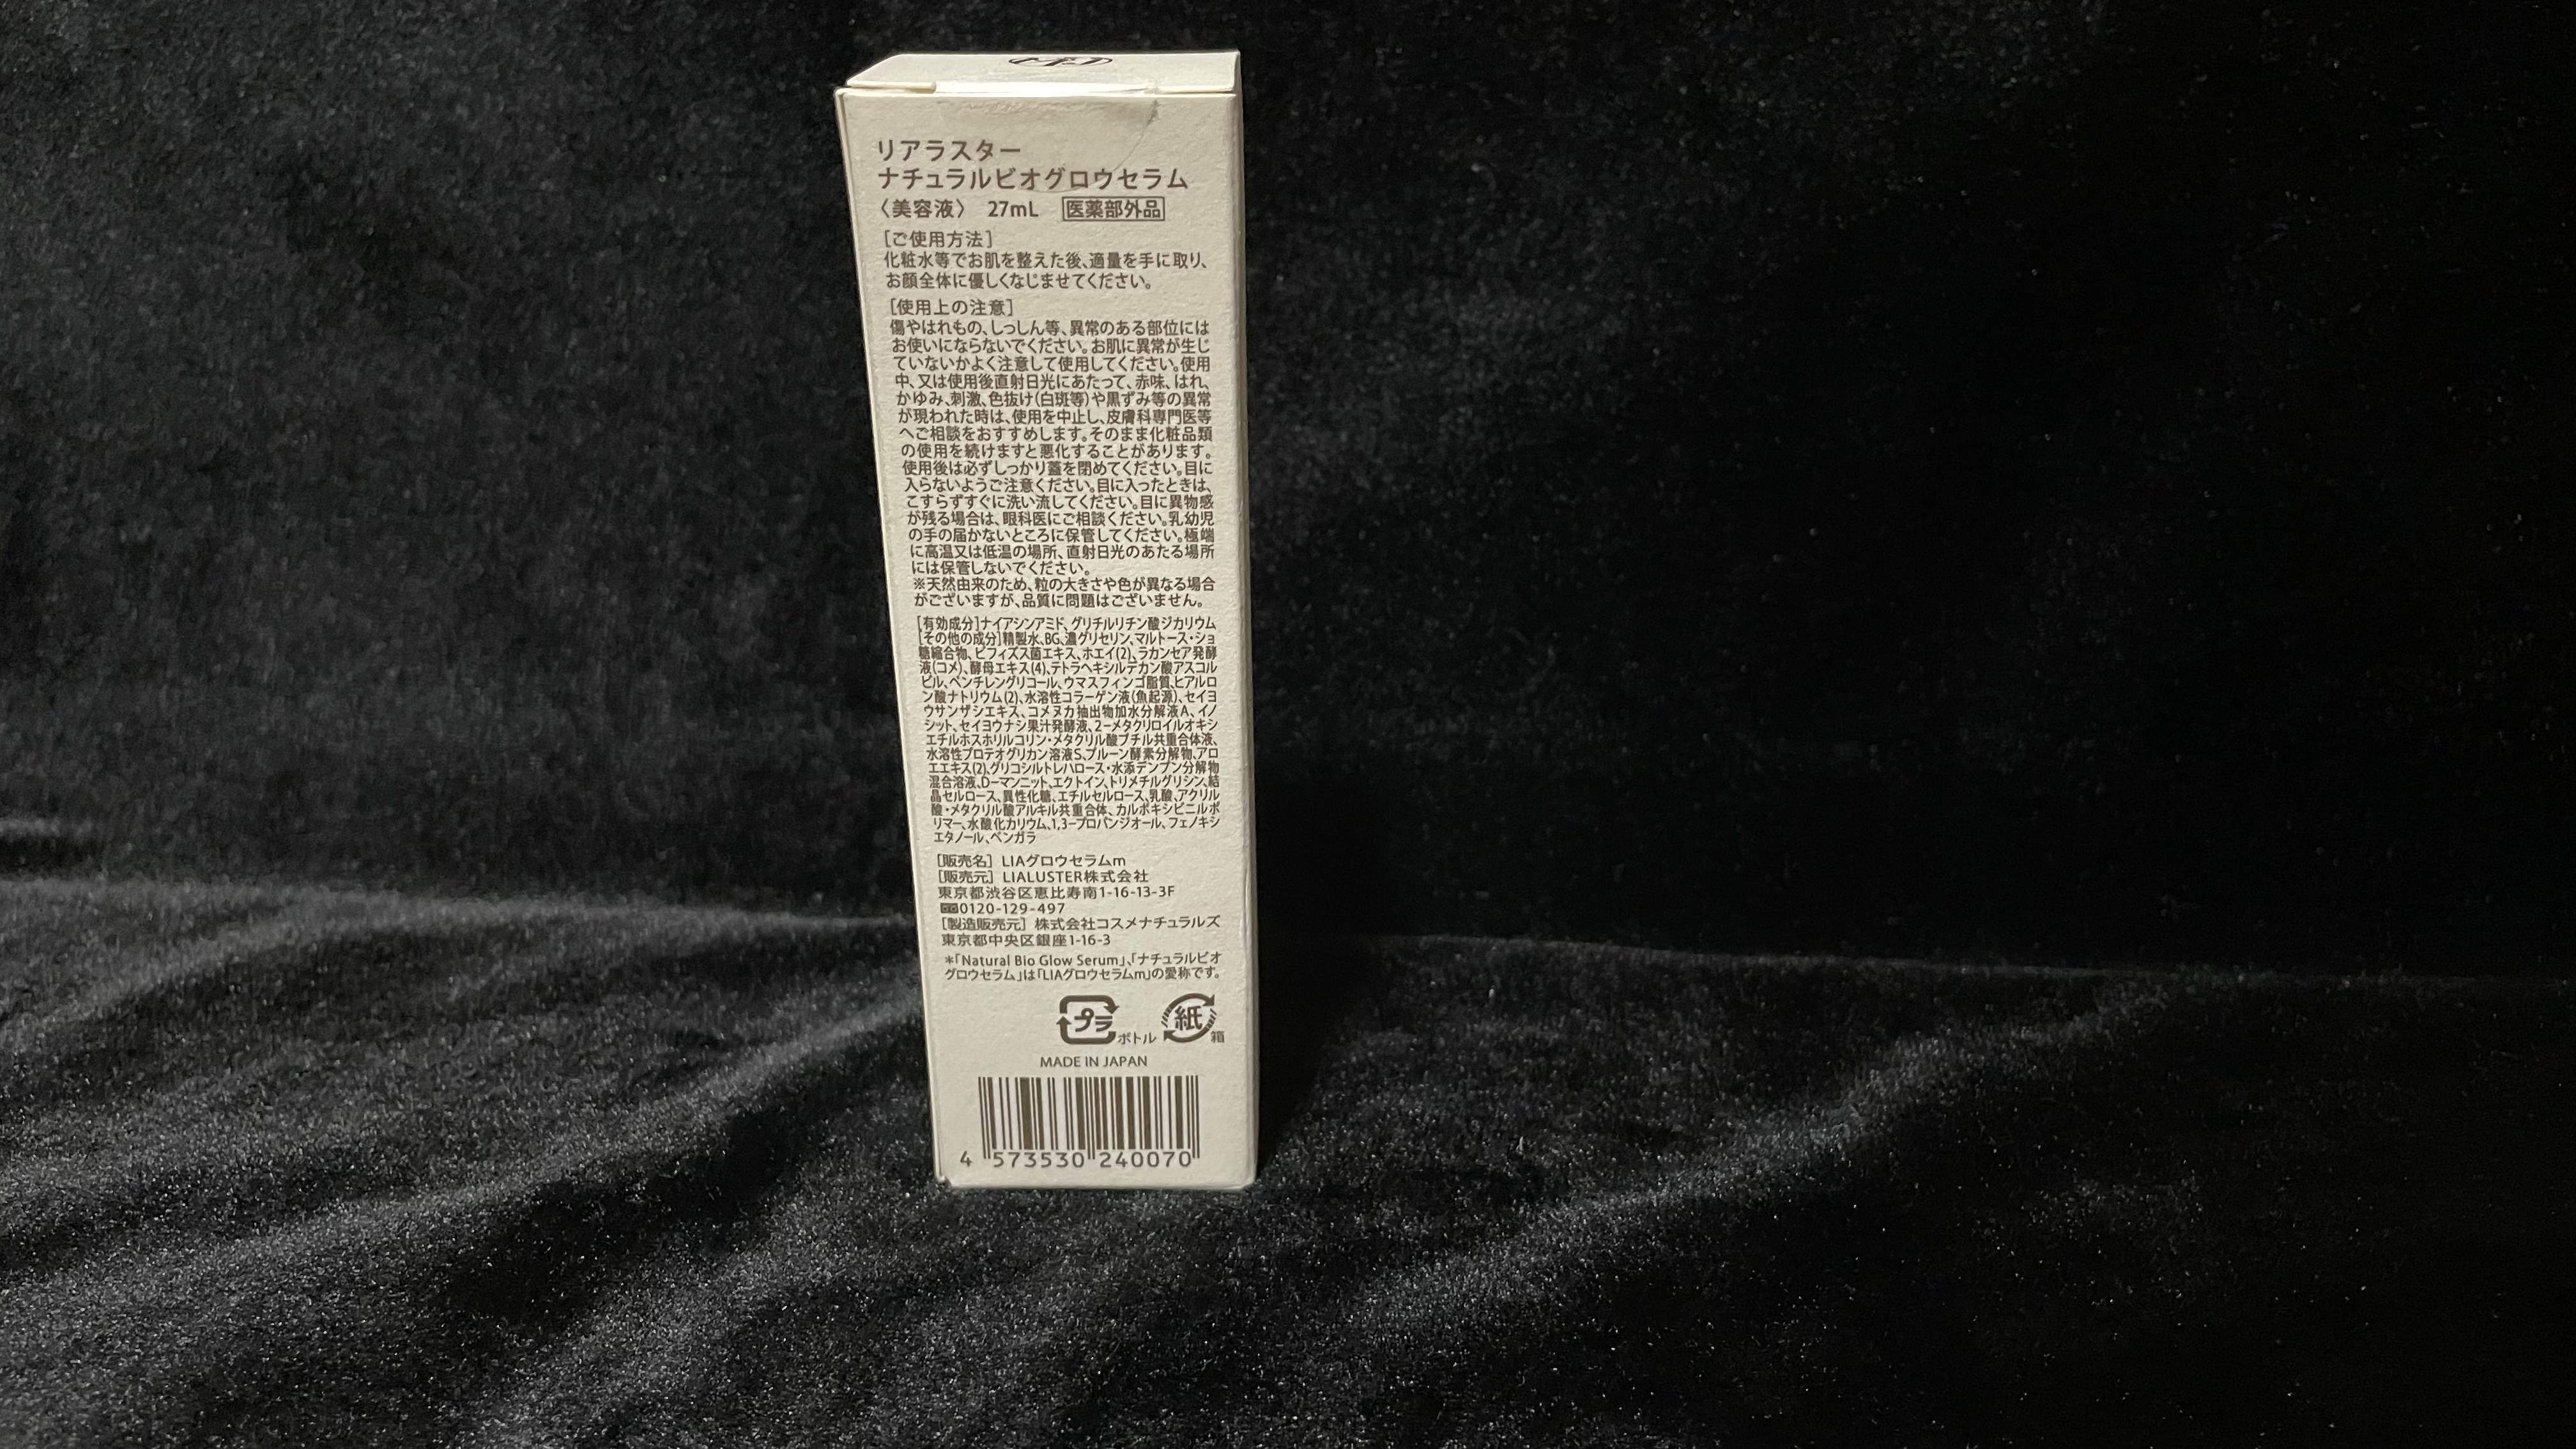 リアラスター
ナチュラルビオグロウセラム
〈美容液〉 27mL 医薬部外品
[ご使用方法]
化粧水等でお肌を整えた後、適量を手に取り、
お顔全体に優しくなじませてください。
[使用上の注意]
傷やはれもの、しっしん等、異常のある部位には
お使いにならないでください。お肌に異常が生じ
ていないかよく注意して使用してください。使用
中、又は使用後直射日光にあたって、赤味、はれ、
かゆみ、刺激、色抜け(白斑等)や黒ずみ等の異常
が現われた時は、使用を中止し、皮膚科専門医等
へご相談をおすすめします。そのまま化粧品類
の使用を続けますと悪化することがあります。
使用後は必ずしっかり蓋を閉めてください。目に
入らないようご注意ください。目に入ったときは、
こすらずすぐに洗い流してください。目に異物感
が残る場合は、眼科医にご相談ください。乳幼児
の手の届かないところに保管してください。極端
に高温又は低温の場所、直射日光のあたる場所
には保管しないでください。
※天然由来のため、粒の大きさや色が異なる場合
がございますが、品質に問題はございません。
[有効成分]ナイアシンアミド、グリチルリチン酸ジカリウム
[その他の成分]精製水、BG、濃グリセリン、マルトース・ショ
糖縮合物、ビフィズス菌エキス、ホエイ(2)、ラカンセア発酵
液(コメ)、酵母エキス(4)、テトラヘキシルデカン酸アスコル
ビル、ペンチレングリコール、ウマスフィンゴ脂質、ヒアルロ
ン酸ナトリウム(2)、水溶性コラーゲン液(魚起源)、セイヨ
ウサンザシエキス、コメヌカ抽出物加水分解液A、イノ
シット、セイヨウナシ果汁発酵液、2-メタクリロイルオキシ
エチルホスホリルコリン・メタクリル酸ブチル共重合体液、
水溶性プロテオグリカン溶液S、プルーン酵素分解物、アロ
エエキス(2)、グリコシルトレハロース・水添デンプン分解物
混合溶液、D-マンニット、エクトイン、トリメチルグリシン、結
晶セルロース、異性化糖、エチルセルロース、乳酸、アクリル
酸・メタクリル酸アルキル共重合体、カルボキシビニルポ
リマー、水酸化カリウム、1,3-プロパンジオール、フェノキシ
エタノール、ベンガラ
[販売名] LIAグロウセラムm
[販売元] LIALUSTER株式会社
東京都渋谷区恵比寿南1-16-13-3F
0120-129-497
[製造販売元] 株式会社コスメナチュラルズ
東京都中央区銀座1-16-3
*「Natural Bio Glow Serum」、「ナチュラルビオ
グロウセラム」は「LIAグロウセラムm」の愛称です。
プラ ボトル 紙 箱
MADE IN JAPAN
4 573530 240070